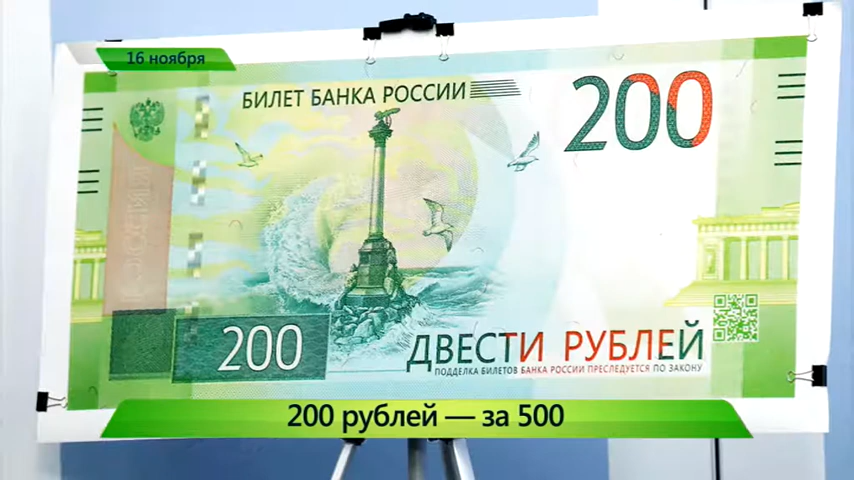 16 ноября
БИЛЕТ БАНКА РОССИИ
200
200
ДВЕСТИ РУБЛЕЙ
ПОДДЕЛКА БИЛЕТОВ БАНКА РОССИИ ПРЕСЛЕДУЕТСЯ ПО ЗАКОНУ
200 рублей — за 500